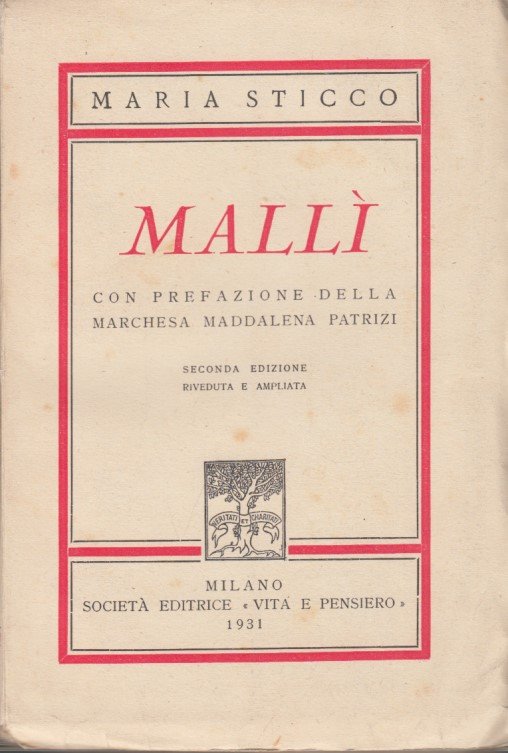 MARIA STICCO
MALLÌ
CON PREFAZIONE DELLA
MARCHESA MADDALENA PATRIZI
SECONDA EDIZIONE
RIVEDUTA E AMPLIATA
VERITATI ET CHARITATI
MILANO
SOCIETÀ EDITRICE « VITA E PENSIERO »
1931